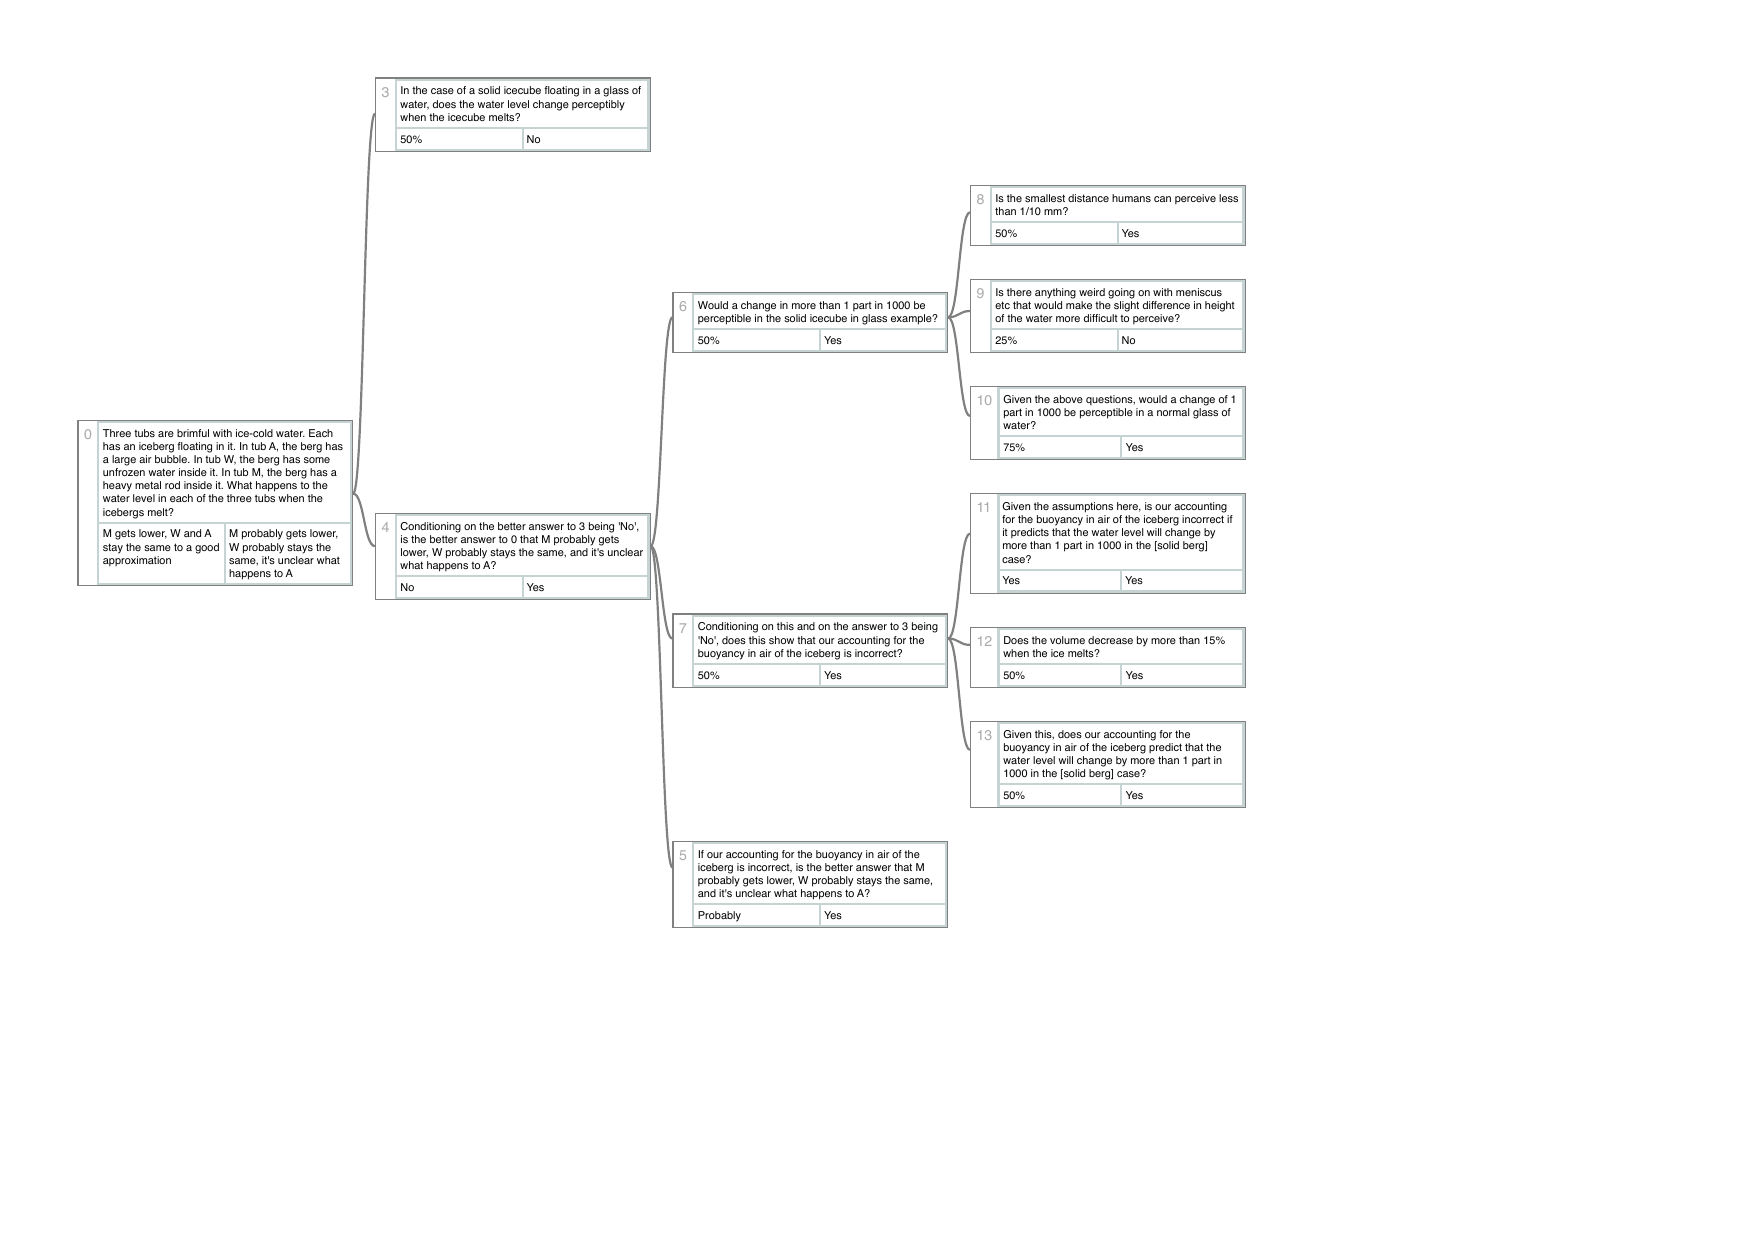 3
In the case of a solid icecube floating in a glass of
water, does the water level change perceptibly
when the icecube melts?
50%
No
8
Is the smallest distance humans can perceive less
than 1/10 mm?
50%
Yes
6
Would a change in more than 1 part in 1000 be
perceptible in the solid icecube in glass example?
50%
Yes
9
Is there anything weird going on with meniscus
etc that would make the slight difference in height
of the water more difficult to perceive?
25%
No
10
Given the above questions, would a change of 1
part in 1000 be perceptible in a normal glass of
water?
75%
Yes
0
Three tubs are brimful with ice-cold water. Each
has an iceberg floating in it. In tub A, the berg has
a large air bubble. In tub W, the berg has some
unfrozen water inside it. In tub M, the berg has a
heavy metal rod inside it. What happens to the
water level in each of the three tubs when the
icebergs melt?
M gets lower, W and A
stay the same to a good
approximation
M probably gets lower,
W probably stays the
same, it's unclear what
happens to A
4
Conditioning on the better answer to 3 being 'No',
is the better answer to 0 that M probably gets
lower, W probably stays the same, and it's unclear
what happens to A?
No
Yes
11
Given the assumptions here, is our accounting
for the buoyancy in air of the iceberg incorrect if
it predicts that the water level will change by
more than 1 part in 1000 in the [solid berg]
case?
Yes
Yes
7
Conditioning on this and on the answer to 3 being
'No', does this show that our accounting for the
buoyancy in air of the iceberg is incorrect?
50%
Yes
12
Does the volume decrease by more than 15%
when the ice melts?
50%
Yes
13
Given this, does our accounting for the
buoyancy in air of the iceberg predict that the
water level will change by more than 1 part in
1000 in the [solid berg] case?
50%
Yes
5
If our accounting for the buoyancy in air of the
iceberg is incorrect, is the better answer that M
probably gets lower, W probably stays the same,
and it's unclear what happens to A?
Probably
Yes